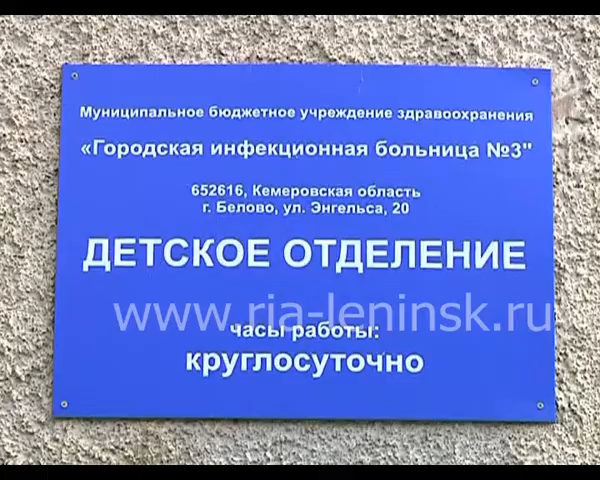 Муниципальное бюджетное учреждение здравоохранения
«Городская инфекционная больница №3"
652616, Кемеровская область
г. Белово, ул. Энгельса, 20
ДЕТСКОЕ ОТДЕЛЕНИЕ
www.ria-leninsk.ru
часы работы:
круглосуточно